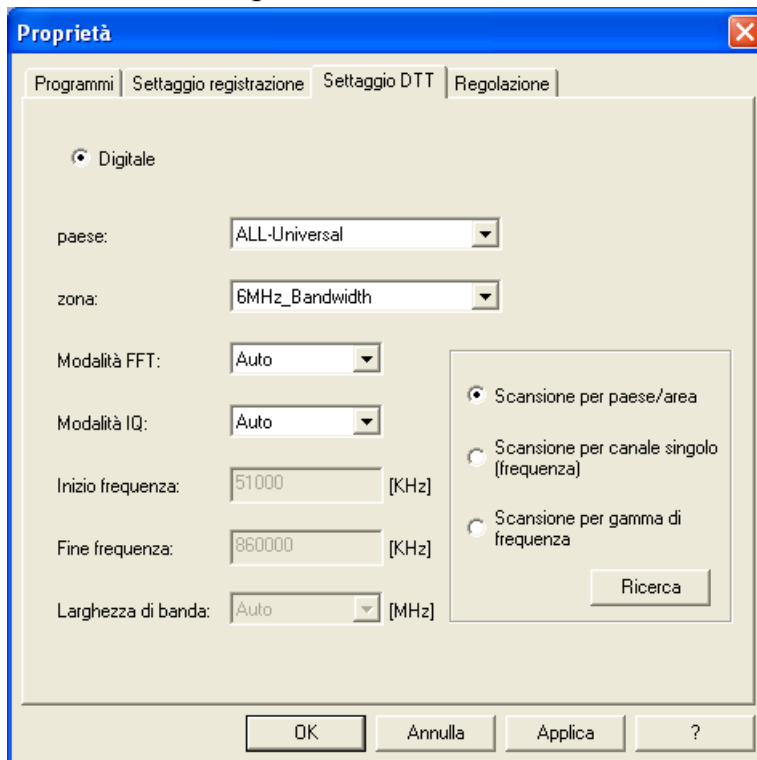 Proprietà
Programmi Settaggio registrazione Settaggio DTT Regolazione
Digitale
paese: ALL-Universal
zona: 6MHz_Bandwidth
Modalità FFT: Auto
Modalità IQ: Auto
Inizio frequenza: 51000 [KHz]
Fine frequenza: 860000 [KHz]
Larghezza di banda: Auto [MHz]
Scansione per paese/area
Scansione per canale singolo
(frequenza)
Scansione per gamma di
frequenza
Ricerca
OK Annulla Applica ?